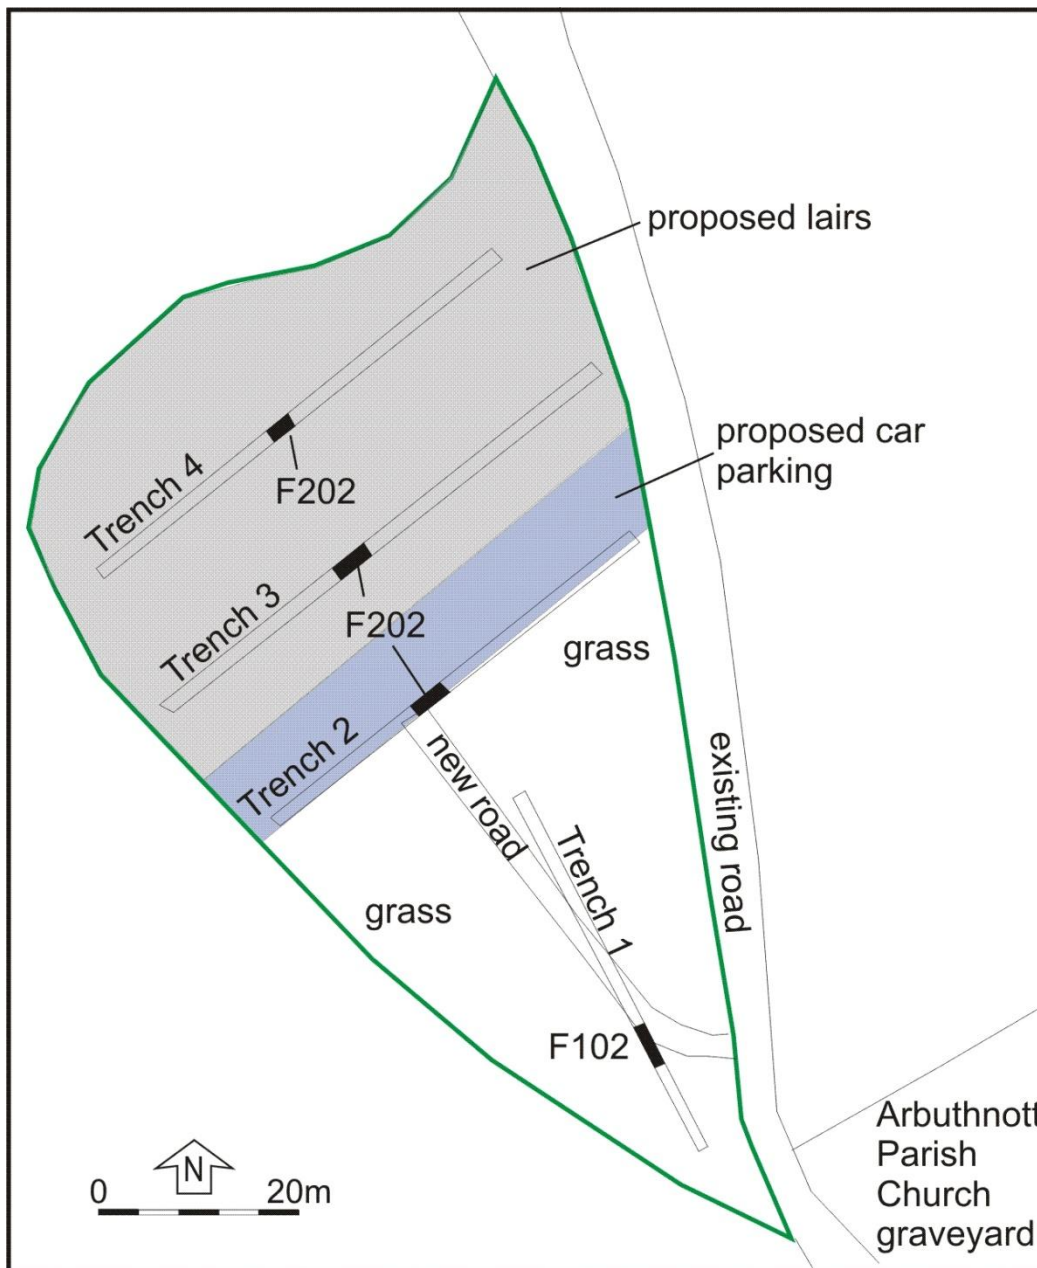 proposed lairs
proposed car
parking
Trench 4
F202
Trench 3
F202
grass
Trench 2
new road
existing road
Trench 1
grass
F102
Arbuthnott
Parish
Church
graveyard
N
0 20m